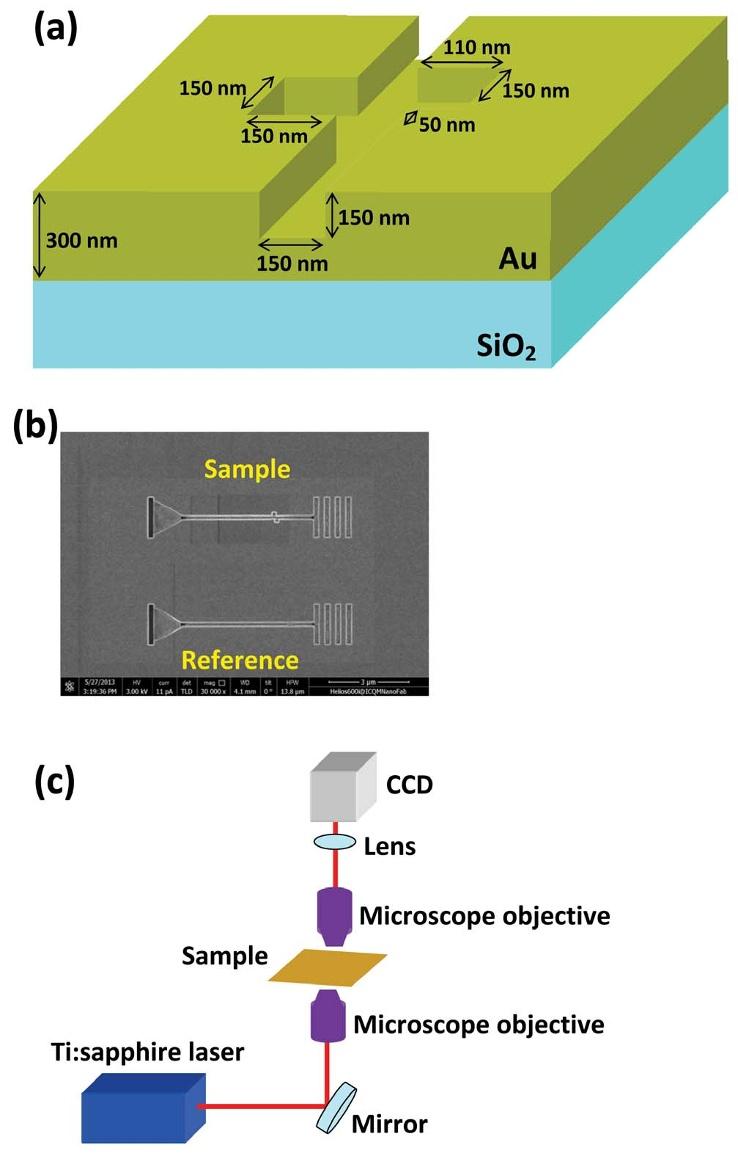 (a)
110 nm
150 nm
150 nm
150 nm
50 nm
150 nm
300 nm
150 nm
Au
SiO₂
(b)
Sample
Reference
5/27/2013 HV curr det mag WD tilt HFW 3 μm
3:19:36 PM 3.00 kV 11 pA TLD 30 000 x 4.1 mm 0 ° 13.8 μm Helios600i@ICQMNanoFab
(c)
CCD
Lens
Microscope objective
Sample
Microscope objective
Ti:sapphire laser
Mirror